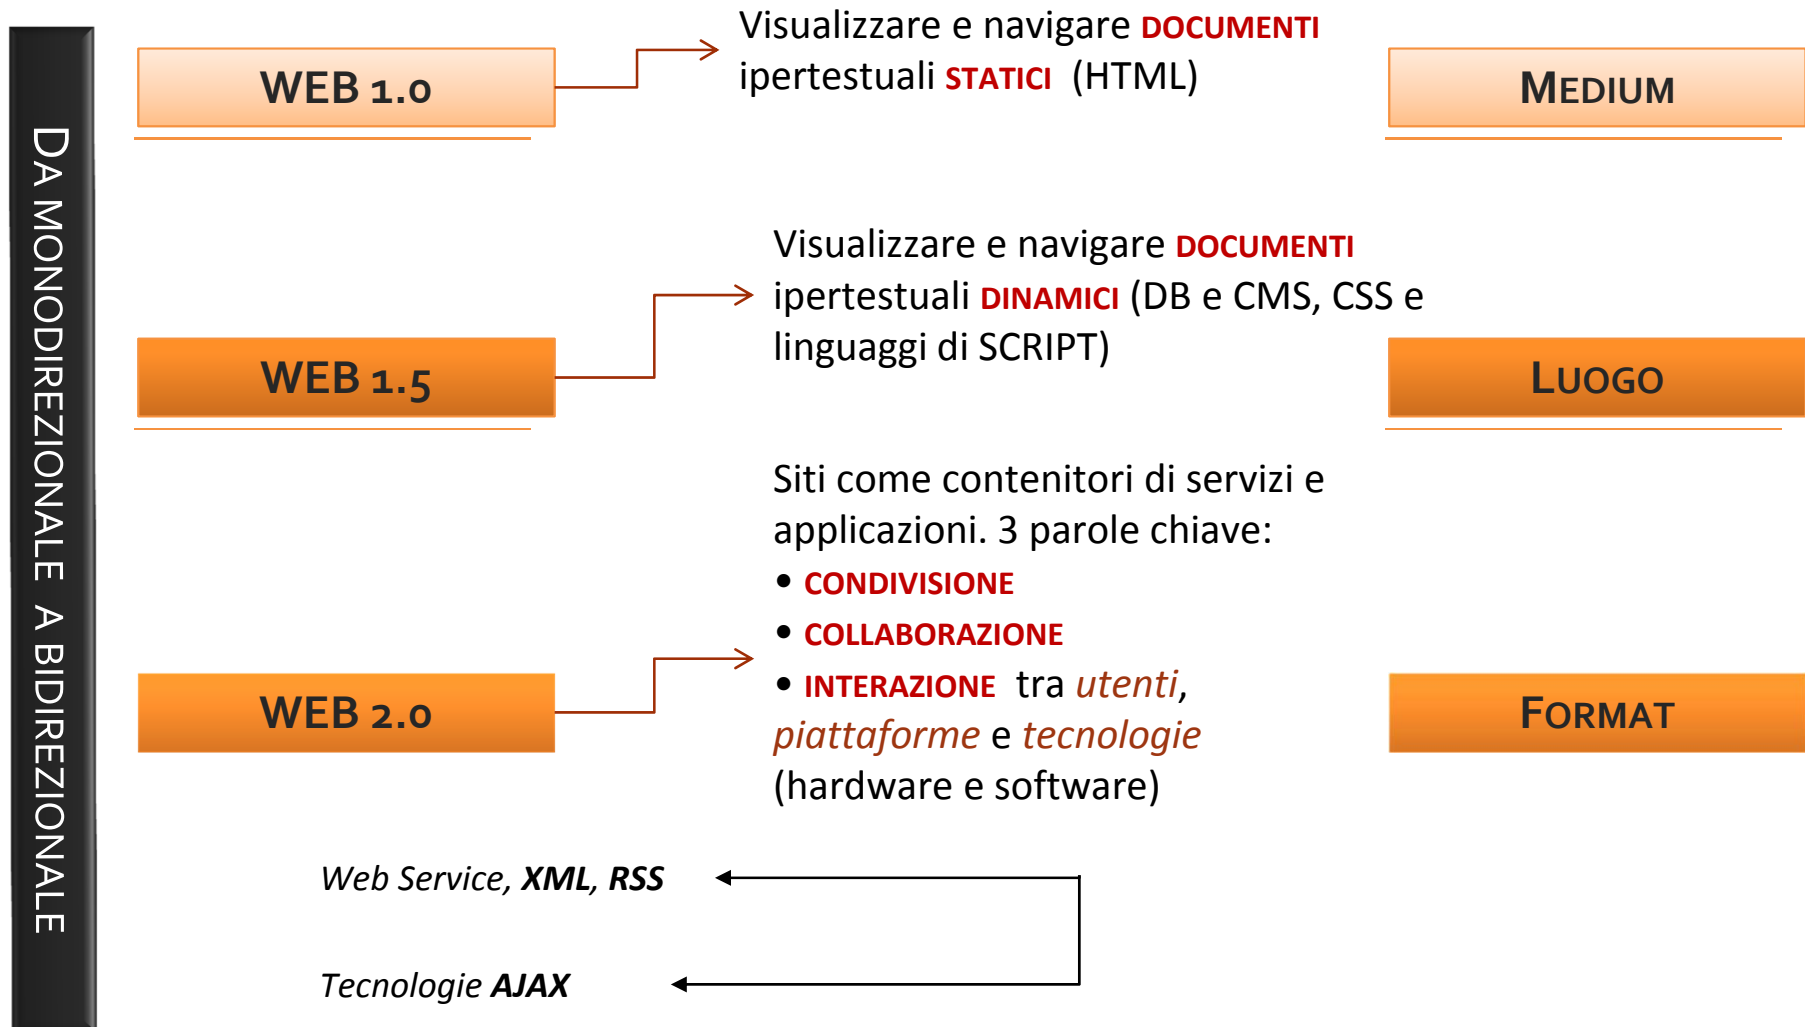 DA MONODIREZIONALE A BIDIREZIONALE
WEB 1.0
Visualizzare e navigare DOCUMENTI
ipertestuali STATICI (HTML)
MEDIUM
WEB 1.5
Visualizzare e navigare DOCUMENTI
ipertestuali DINAMICI (DB e CMS, CSS e
linguaggi di SCRIPT)
LUOGO
WEB 2.0
Siti come contenitori di servizi e
applicazioni. 3 parole chiave:
• CONDIVISIONE
• COLLABORAZIONE
• INTERAZIONE tra utenti,
piattaforme e tecnologie
(hardware e software)
FORMAT
Web Service, XML, RSS
Tecnologie AJAX